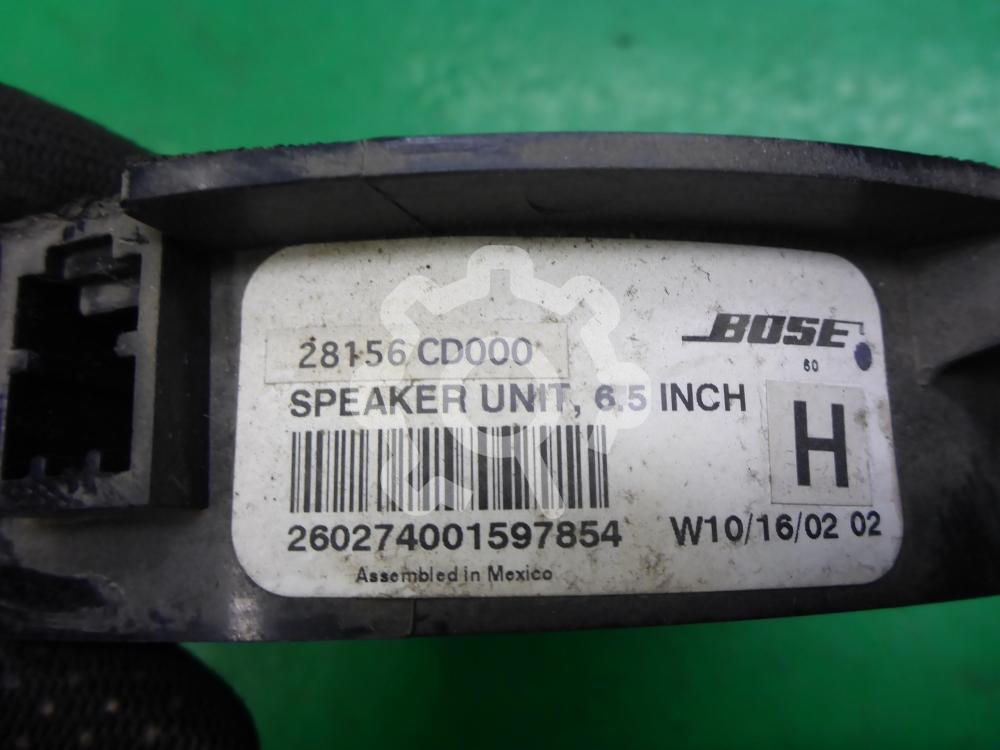 BOSE
60
28156 CD000
SPEAKER UNIT, 6.5 INCH
H
260274001597854
W10/16/02 02
Assembled in Mexico